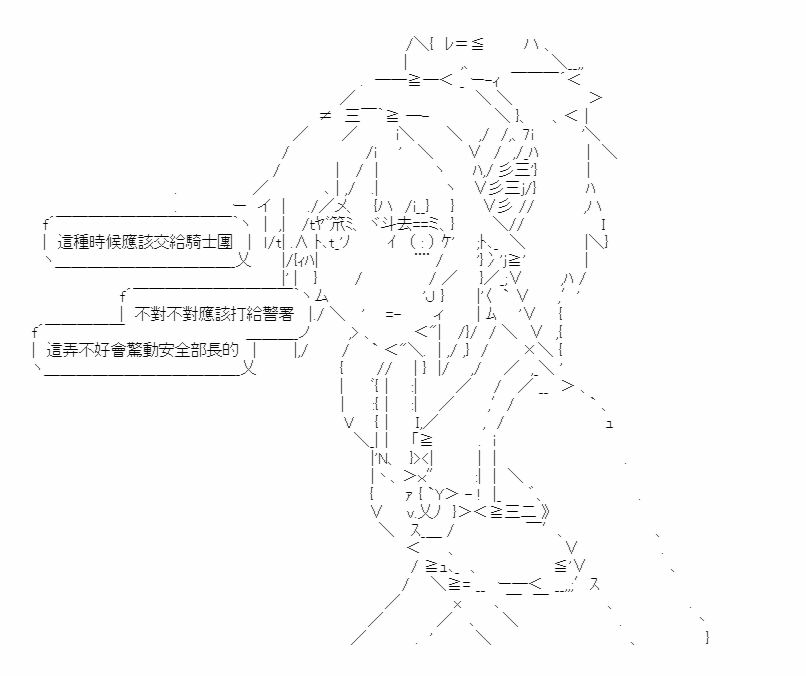 這種時候應該交給騎士團
不對不對應該打給警署
這弄不好會驚動安全部長的